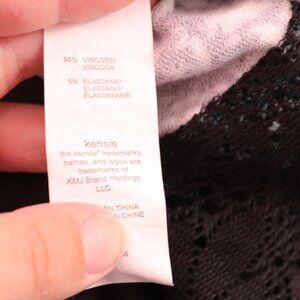 95% VISCOSE/
VISCOSA
5% ELASTANE/
ELASTANO/
ELASTHANNE
kensie
the kensie® trademarks,
names, and logos are
trademarks of
KMJ Brand Holdings
LLC.
EN CHINA
EN CHINE